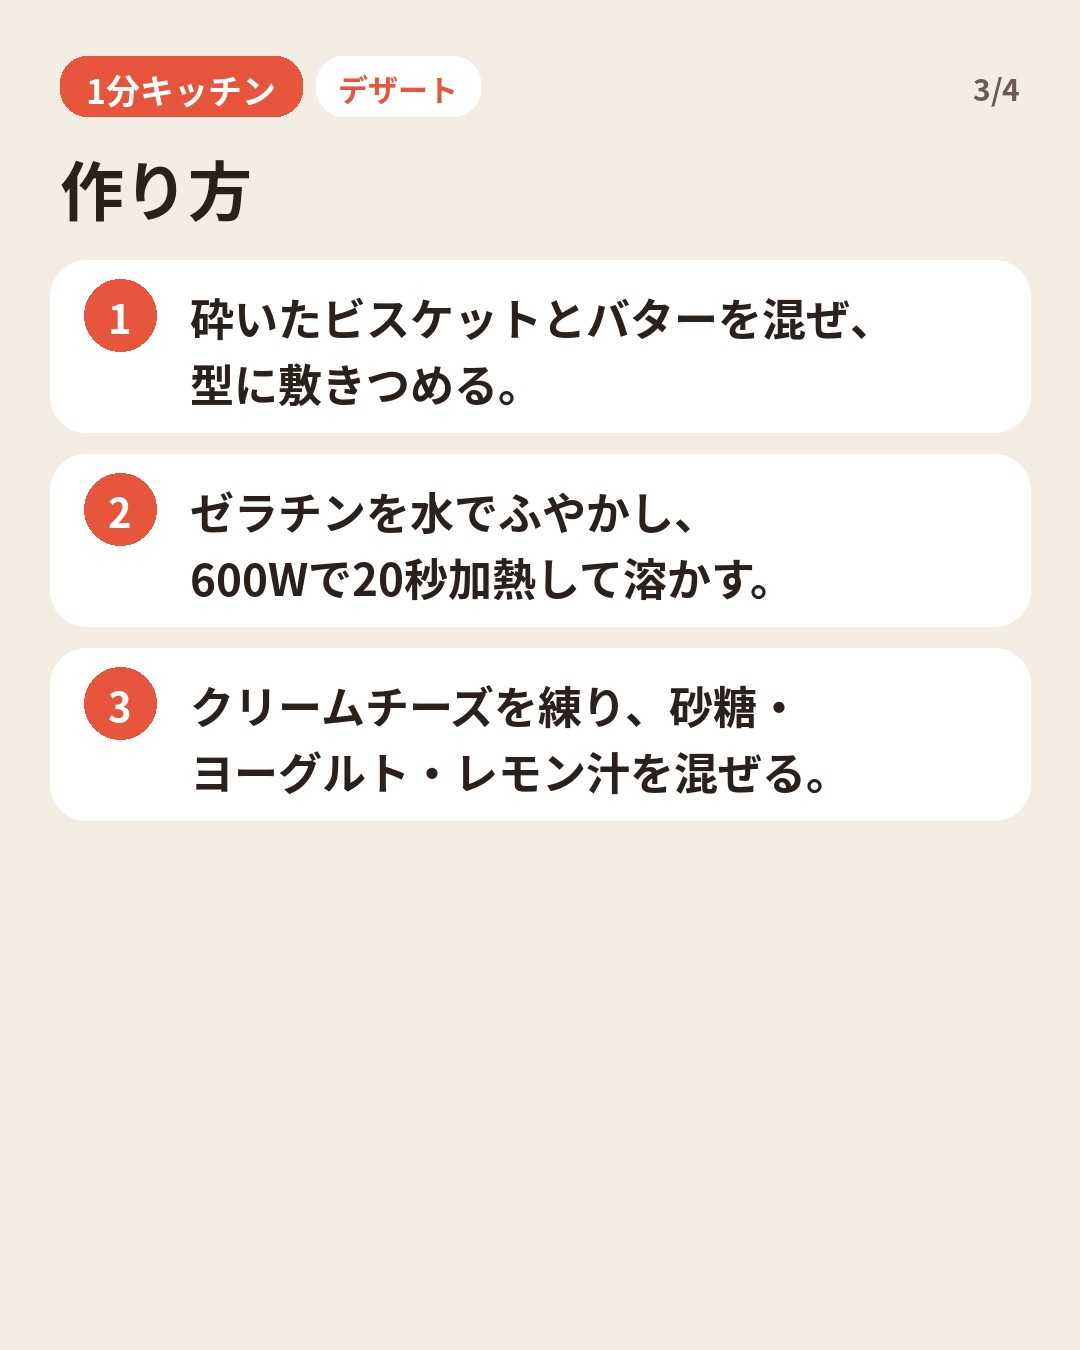 1分キッチン
デザート
3/4
作り方
1
砕いたビスケットとバターを混ぜ、
型に敷きつめる。
2
ゼラチンを水でふやかし、
600Wで20秒加熱して溶かす。
3
クリームチーズを練り、砂糖・
ヨーグルト・レモン汁を混ぜる。